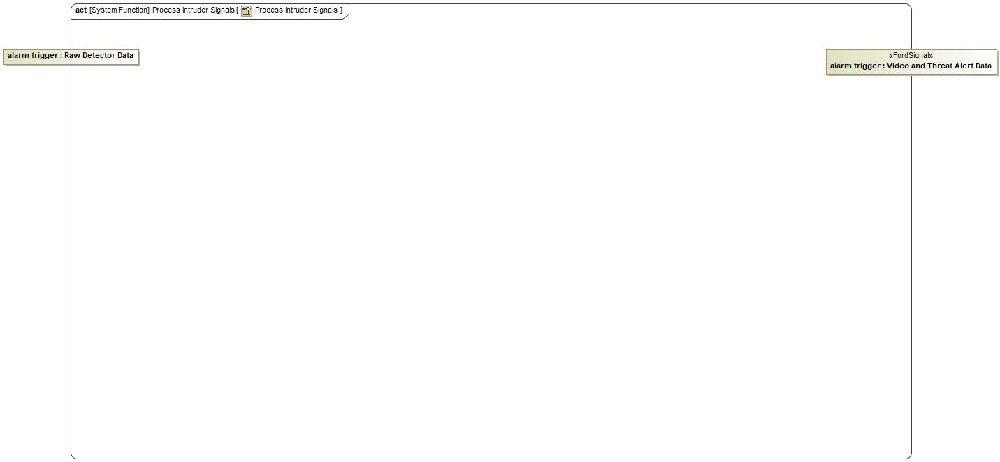 act [System Function] Process Intruder Signals[ Process Intruder Signals ]
alarm trigger : Raw Detector Data
«FordSignal»
alarm trigger : Video and Threat Alert Data